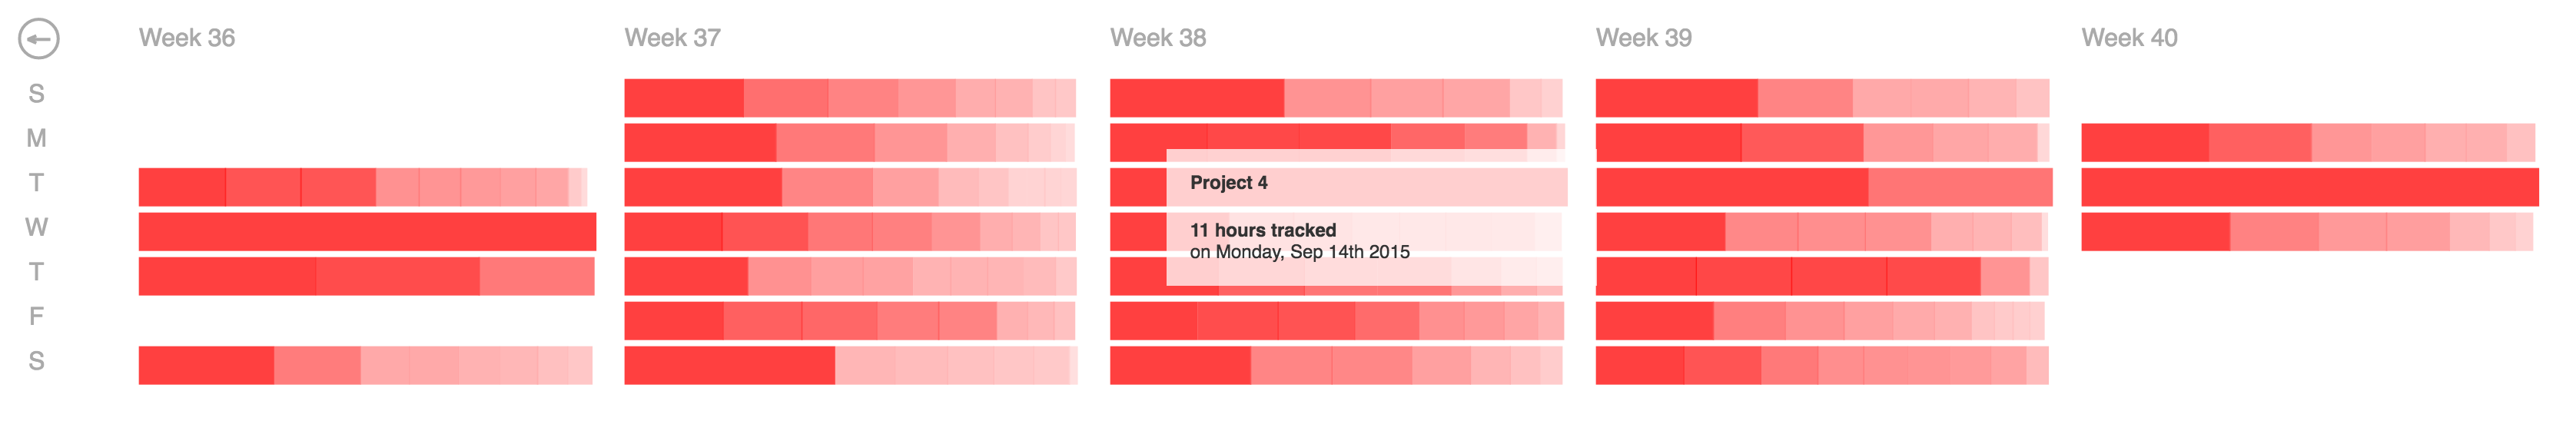 Week 36
Week 37
Week 38
Week 39
Week 40
S
M
T
W
T
F
S
Project 4
11 hours tracked
on Monday, Sep 14th 2015